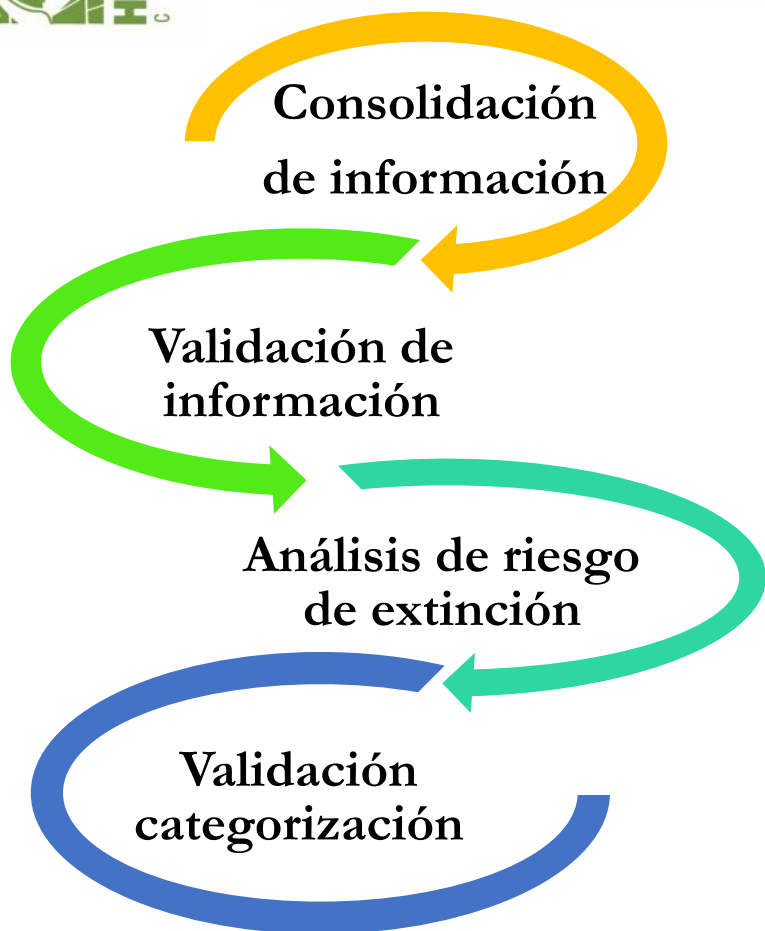 Consolidación
de información
Validación de
información
Análisis de riesgo
de extinción
Validación
categorización